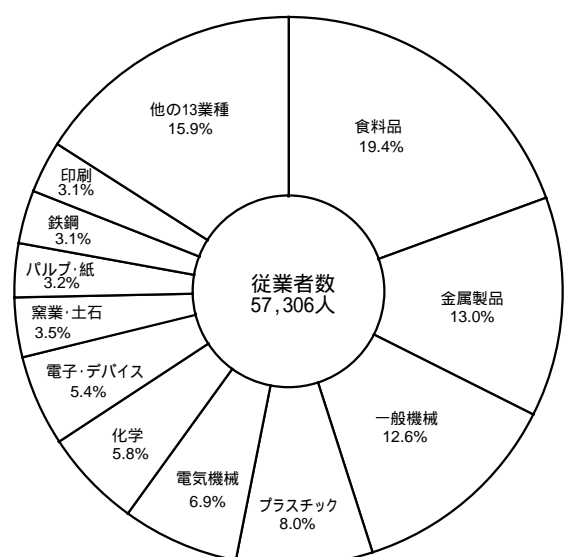 他の13業種
15.9%
食料品
19.4%
印刷
3.1%
鉄鋼
3.1%
パルプ･紙
3.2%
従業者数
57,306人
金属製品
13.0%
窯業･土石
3.5%
電子･デバイス
5.4%
一般機械
12.6%
化学
5.8%
電気機械
6.9%
プラスチック
8.0%